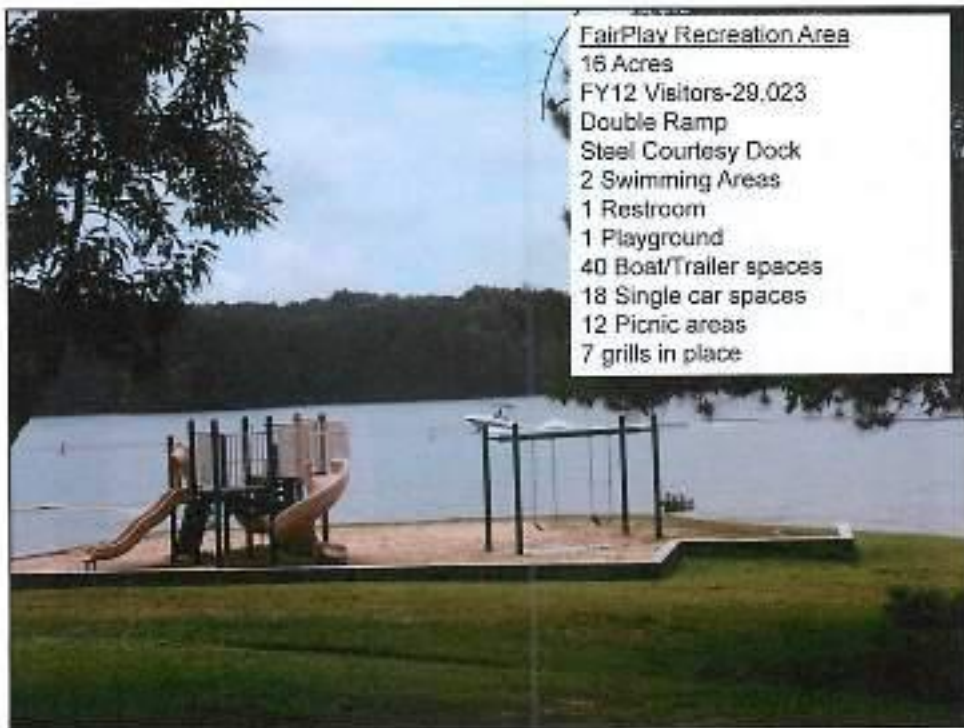 FairPlay Recreation Area
16 Acres
FY12 Visitors-29,023
Double Ramp
Steel Courtesy Dock
2 Swimming Areas
1 Restroom
1 Playground
40 Boat/Trailer spaces
18 Single car spaces
12 Picnic areas
7 grills in place